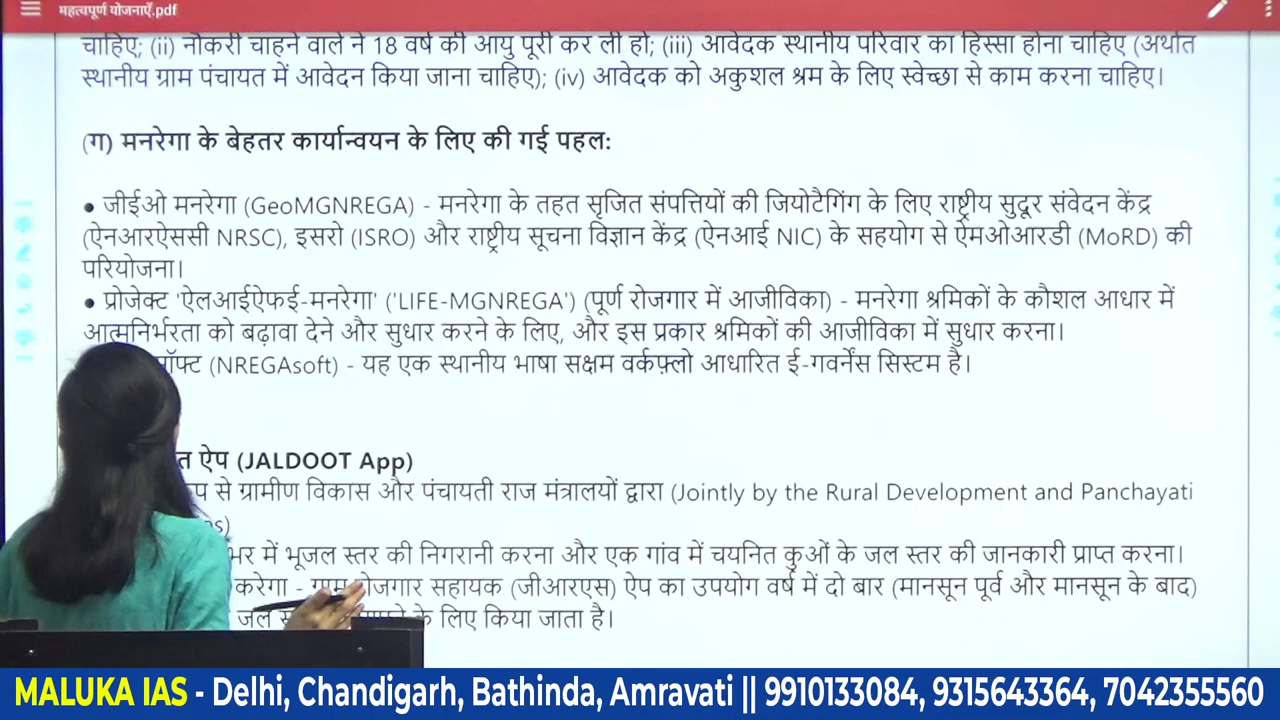 महत्वपूर्ण योजनाएँ.pdf
चाहिए; (ii) नौकरी चाहने वाले ने 18 वर्ष की आयु पूरी कर ली हो; (iii) आवेदक स्थानीय परिवार का हिस्सा होना चाहिए (अर्थात
स्थानीय ग्राम पंचायत में आवेदन किया जाना चाहिए); (iv) आवेदक को अकुशल श्रम के लिए स्वेच्छा से काम करना चाहिए।
(ग) मनरेगा के बेहतर कार्यान्वयन के लिए की गई पहल:
• जीईओ मनरेगा (GeoMGNREGA) - मनरेगा के तहत सृजित संपत्तियों की जियोटैगिंग के लिए राष्ट्रीय सुदूर संवेदन केंद्र
(ऐनआरऐससी NRSC), इसरो (ISRO) और राष्ट्रीय सूचना विज्ञान केंद्र (ऐनआई NIC) के सहयोग से ऐमओआरडी (MoRD) की
परियोजना।
• प्रोजेक्ट 'ऐलआईऐफई-मनरेगा' ('LIFE-MGNREGA') (पूर्ण रोजगार में आजीविका) - मनरेगा श्रमिकों के कौशल आधार में
आत्मनिर्भरता को बढ़ावा देने और सुधार करने के लिए, और इस प्रकार श्रमिकों की आजीविका में सुधार करना।
(NREGAsoft) - यह एक स्थानीय भाषा सक्षम वर्कफ़्लो आधारित ई-गवर्नेंस सिस्टम है।
ऐप (JALDOOT App)
से ग्रामीण विकास और पंचायती राज मंत्रालयों द्वारा (Jointly by the Rural Development and Panchayati
में भूजल स्तर की निगरानी करना और एक गांव में चयनित कुओं के जल स्तर की जानकारी प्राप्त करना।
करेगा - ग्राम रोजगार सहायक (जीआरएस) ऐप का उपयोग वर्ष में दो बार (मानसून पूर्व और मानसून के बाद)
जल के लिए किया जाता है।
MALUKA IAS - Delhi, Chandigarh, Bathinda, Amravati || 9910133084, 9315643364, 7042355560